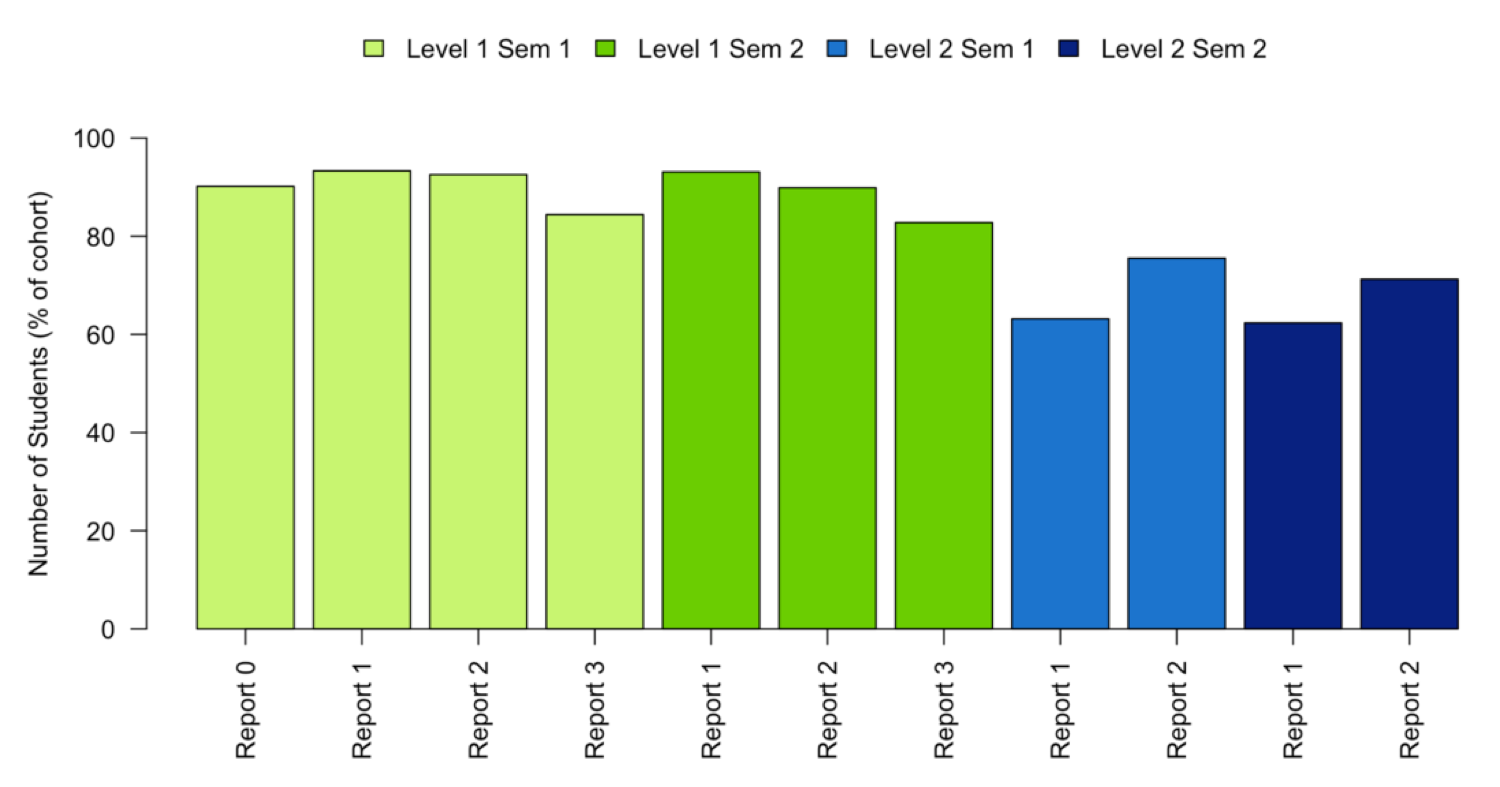 Level 1 Sem 1 Level 1 Sem 2 Level 2 Sem 1 Level 2 Sem 2
Number of Students (% of cohort)
100
80
60
40
20
0
Report 0
Report 1
Report 2
Report 3
Report 1
Report 2
Report 3
Report 1
Report 2
Report 1
Report 2